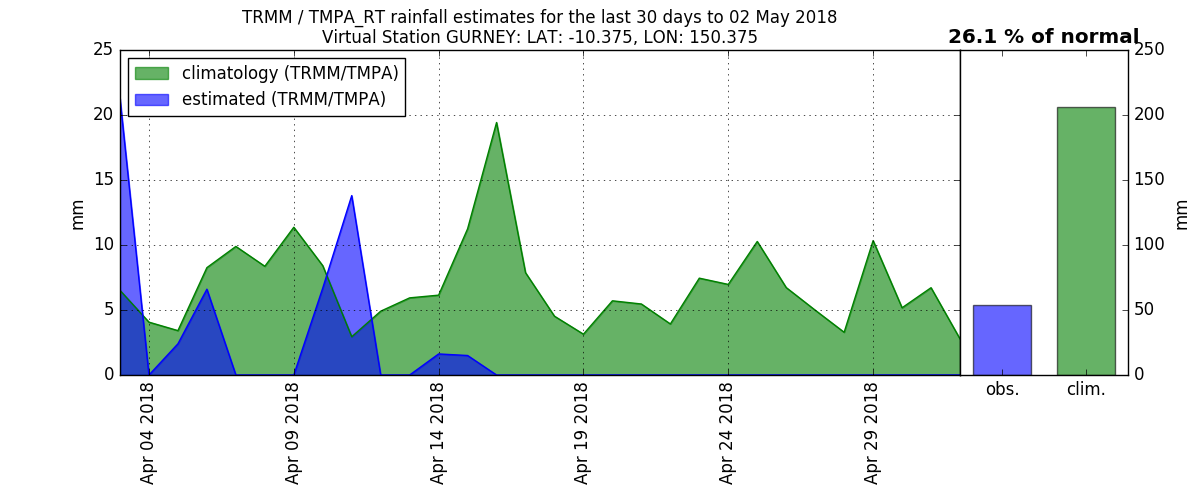 TRMM / TMPA_RT rainfall estimates for the last 30 days to 02 May 2018
Virtual Station GURNEY: LAT: -10.375, LON: 150.375
26.1 % of normal
climatology (TRMM/TMPA)
estimated (TRMM/TMPA)
25
20
15
10
5
0
mm
Apr 04 2018
Apr 09 2018
Apr 14 2018
Apr 19 2018
Apr 24 2018
Apr 29 2018
obs.
clim.
250
200
150
100
50
0
mm